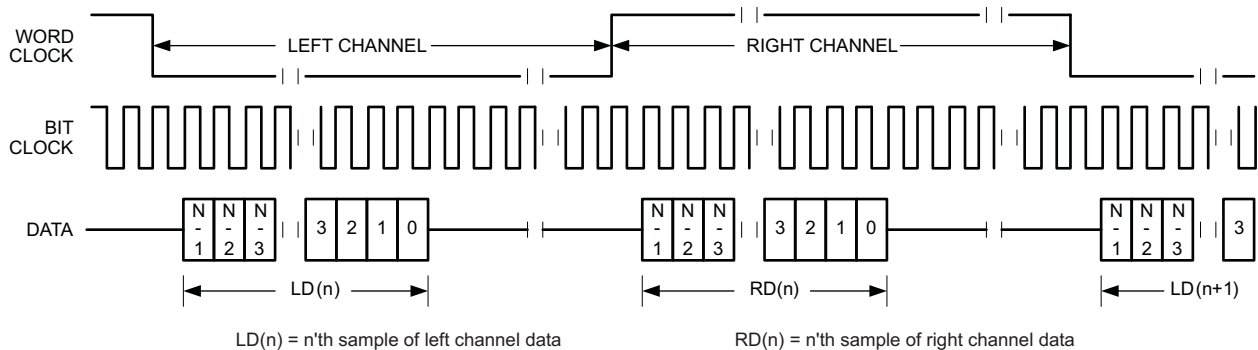 WORD
CLOCK
LEFT CHANNEL
RIGHT CHANNEL
BIT
CLOCK
DATA
N-1 N-2 N-3 3 2 1 0
N-1 N-2 N-3 3 2 1 0
N-1 N-2 N-3 3
LD(n)
RD(n)
LD(n+1)
LD(n) = n'th sample of left channel data
RD(n) = n'th sample of right channel data